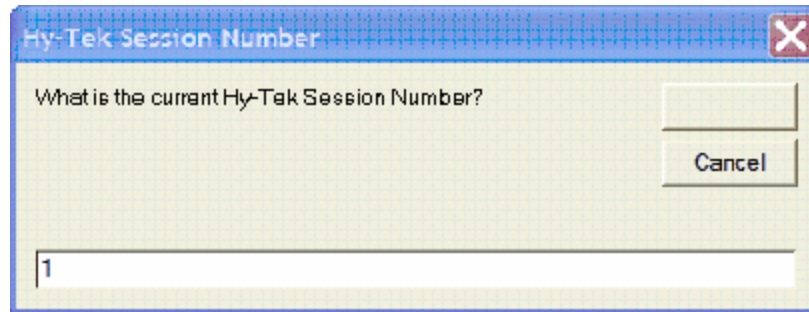 Hy-Tek Session Number
What is the current Hy-Tek Session Number?
Cancel
1